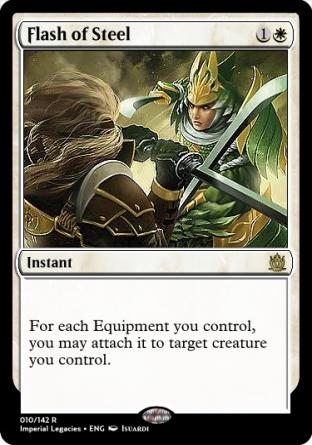 Flash of Steel 1
Instant
For each Equipment you control,
you may attach it to target creature
you control.
010/142 R
Imperial Legacies • ENG Isuardi